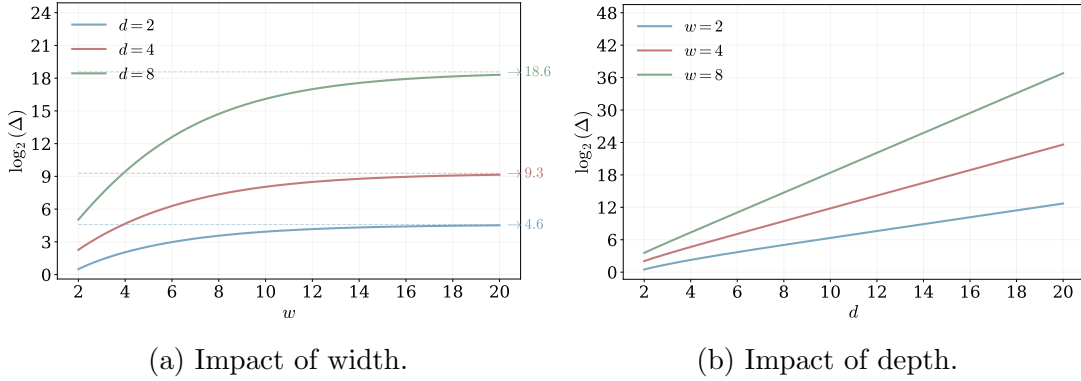 24
21
18
15
12
9
6
3
0
log₂(Δ)
d = 2
d = 4
d = 8
→18.6
→9.3
→4.6
2 4 6 8 10 12 14 16 18 20
w
(a) Impact of width.
48
42
36
30
24
18
12
6
0
log₂(Δ)
w = 2
w = 4
w = 8
2 4 6 8 10 12 14 16 18 20
d
(b) Impact of depth.